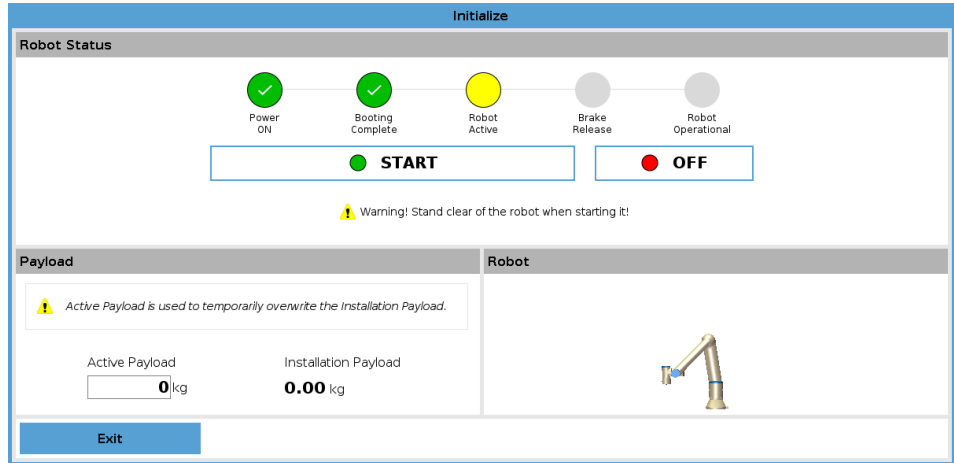 Initialize
Robot Status
Power
ON
Booting
Complete
Robot
Active
Brake
Release
Robot
Operational
START
OFF
Warning! Stand clear of the robot when starting it!
Payload
Robot
Active Payload is used to temporarily overwrite the Installation Payload.
Active Payload
Installation Payload
0 kg
0.00 kg
Exit